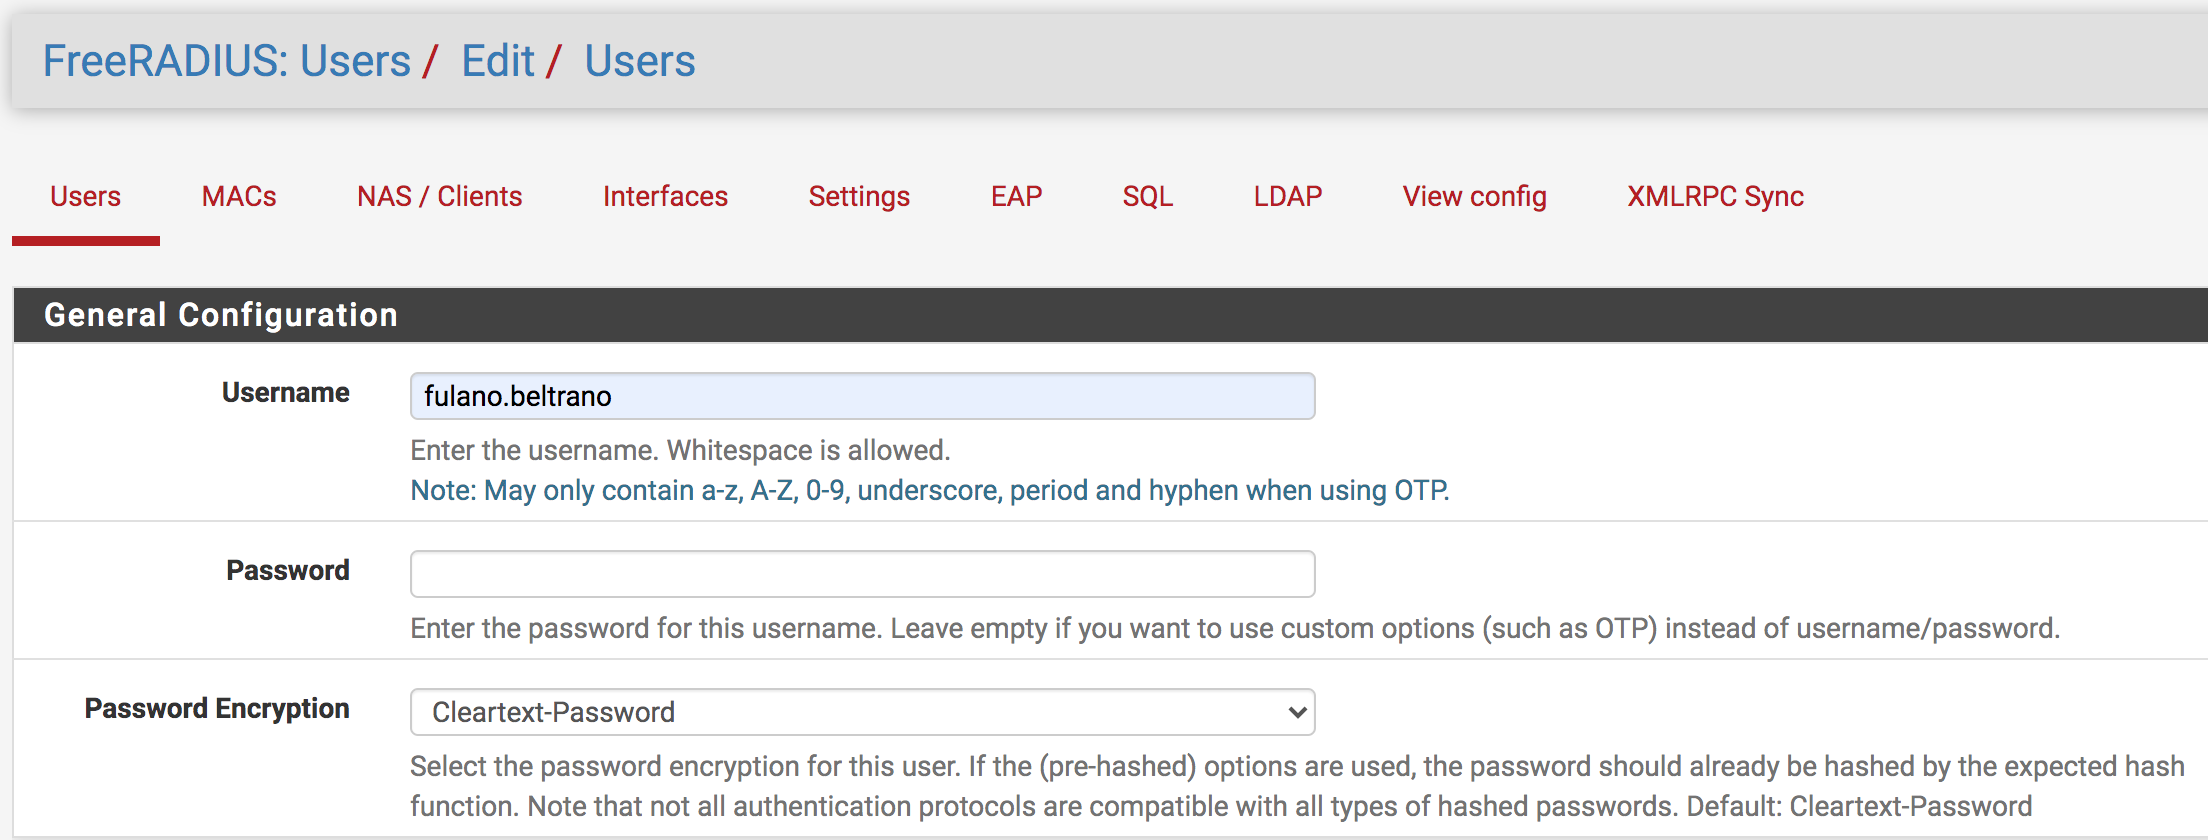 FreeRADIUS: Users / Edit / Users
Users MACs NAS / Clients Interfaces Settings EAP SQL LDAP View config XMLRPC Sync
General Configuration
Username
fulano.beltrano
Enter the username. Whitespace is allowed.
Note: May only contain a-z, A-Z, 0-9, underscore, period and hyphen when using OTP.
Password
Enter the password for this username. Leave empty if you want to use custom options (such as OTP) instead of username/password.
Password Encryption
Cleartext-Password
Select the password encryption for this user. If the (pre-hashed) options are used, the password should already be hashed by the expected hash
function. Note that not all authentication protocols are compatible with all types of hashed passwords. Default: Cleartext-Password